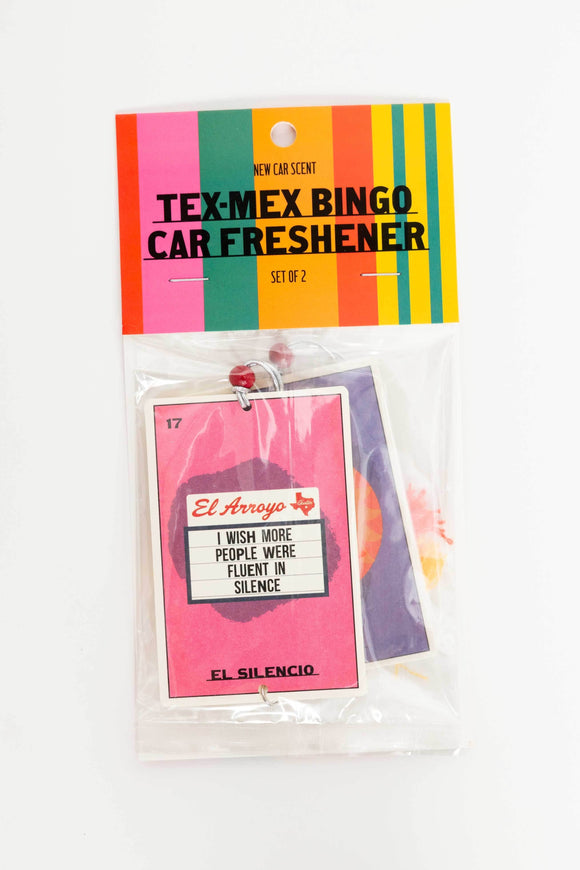 NEW CAR SCENT
TEX-MEX BINGO
CAR FRESHENER
SET OF 2
17
El Arroyo
I WISH MORE
PEOPLE WERE
FLUENT IN
SILENCE
EL SILENCIO